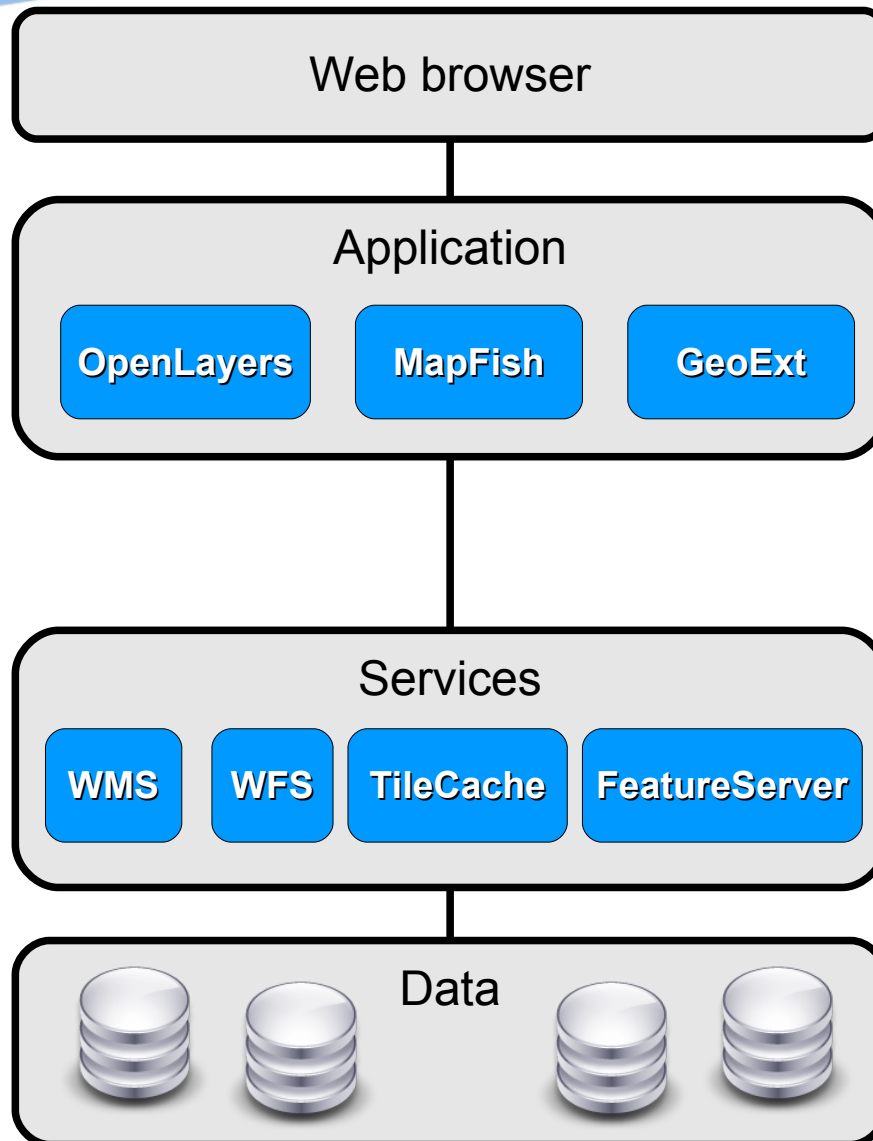 Web browser
Application
OpenLayers MapFish GeoExt
Services
WMS WFS TileCache FeatureServer
Data